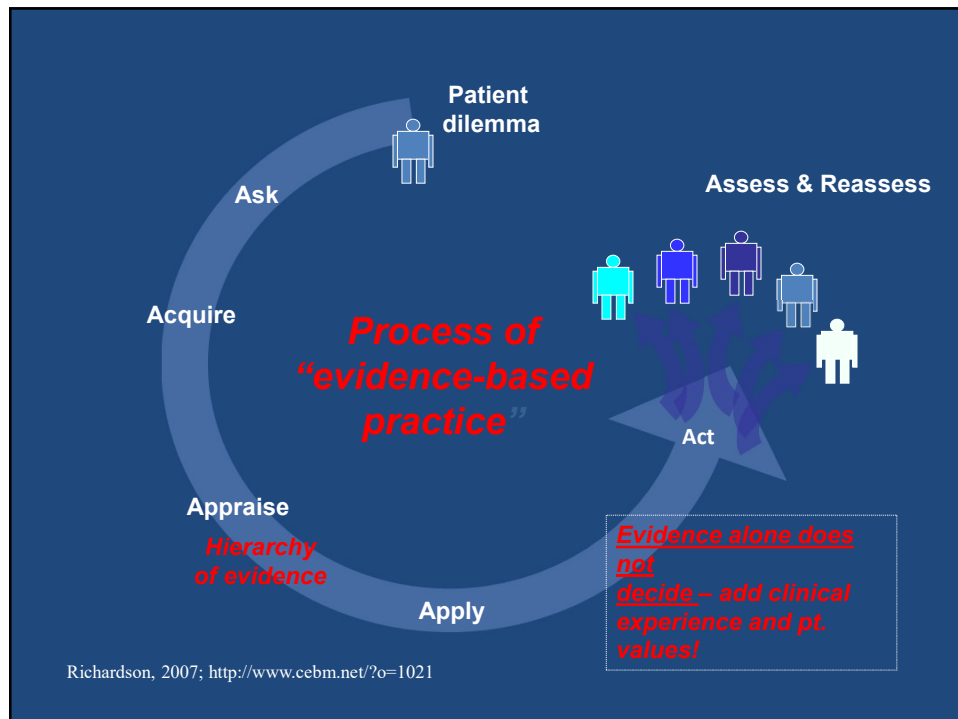 Patient
dilemma
Ask
Assess & Reassess
Acquire
Process of
“evidence-based
practice”
Act
Appraise
Hierarchy
of evidence
Evidence alone does
not
decide – add clinical
experience and pt.
values!
Apply
Richardson, 2007; http://www.cebm.net/?o=1021